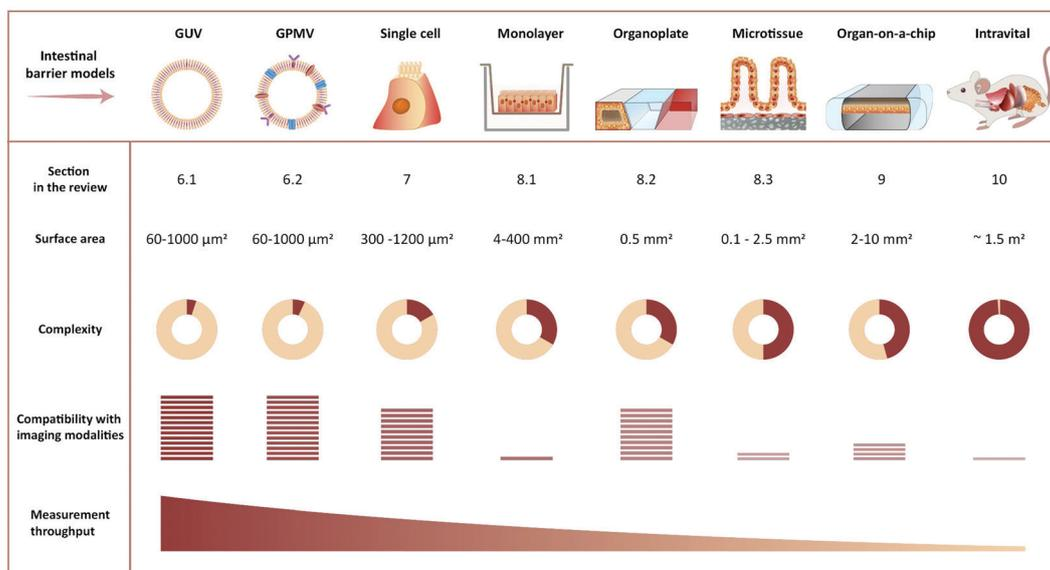 Intestinal
barrier models
GUV
GPMV
Single cell
Monolayer
Organoplate
Microtissue
Organ-on-a-chip
Intravital
Section
in the review
6.1
6.2
7
8.1
8.2
8.3
9
10
Surface area
60-1000 µm²
60-1000 µm²
300 -1200 µm²
4-400 mm²
0.5 mm²
0.1 - 2.5 mm²
2-10 mm²
~ 1.5 m²
Complexity
Compatibility with
imaging modalities
Measurement
throughput